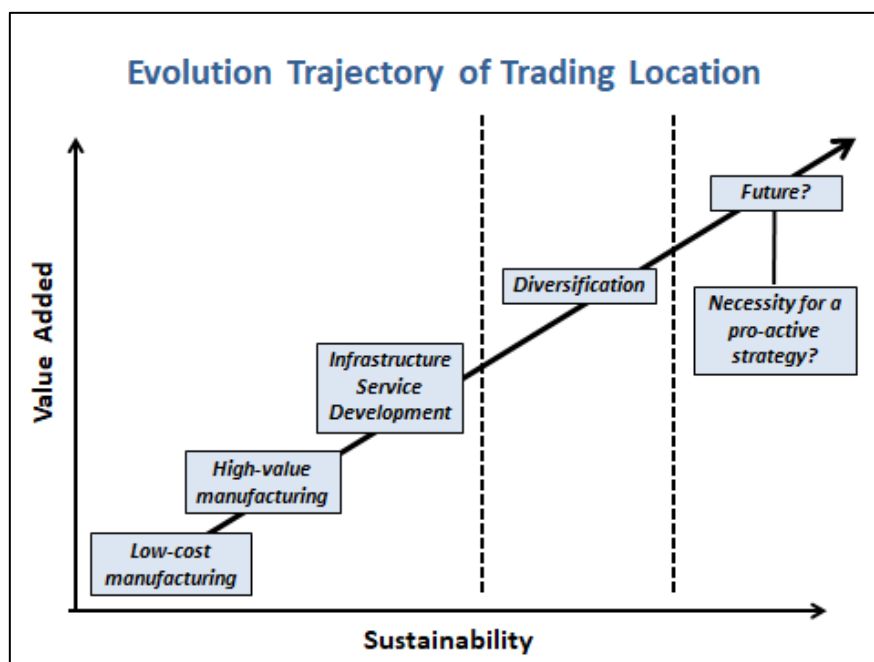 Evolution Trajectory of Trading Location
Value Added
Future?
Diversification
Necessity for a
pro-active
strategy?
Infrastructure
Service
Development
High-value
manufacturing
Low-cost
manufacturing
Sustainability